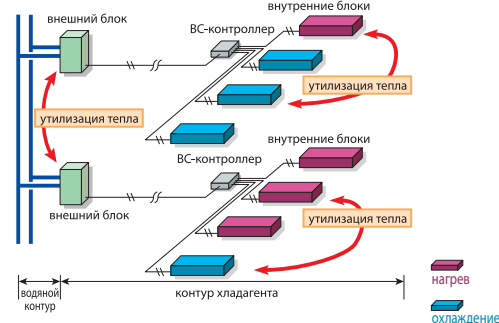 внешний блок
внутренние блоки
ВС-контроллер
утилизация тепла
утилизация тепла
внутренние блоки
ВС-контроллер
внешний блок
утилизация тепла
нагрев
водяной
контур
контур хладагента
охлаждение